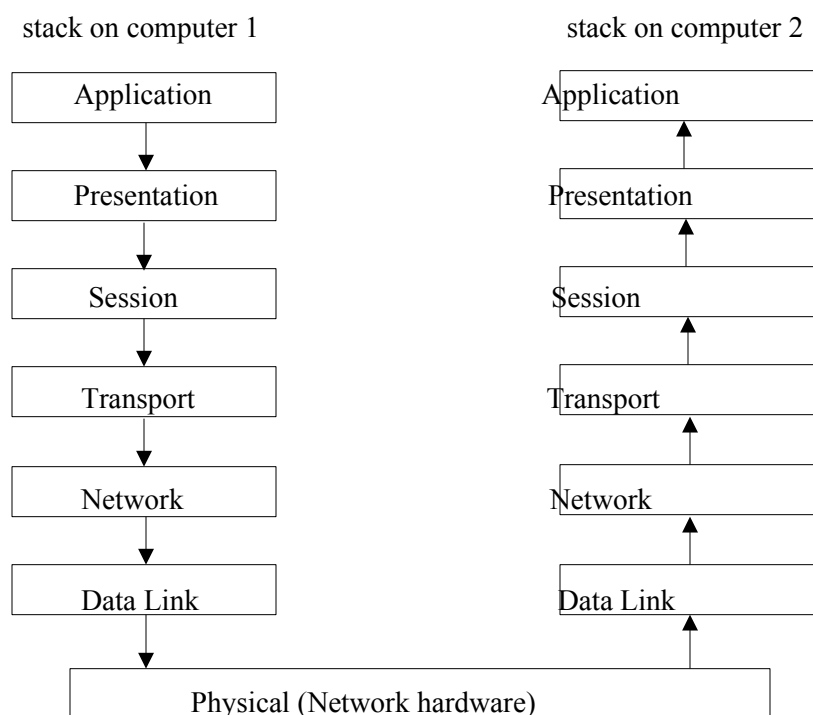 stack on computer 1
stack on computer 2
Application
Application
Presentation
Presentation
Session
Session
Transport
Transport
Network
Network
Data Link
Data Link
Physical (Network hardware)